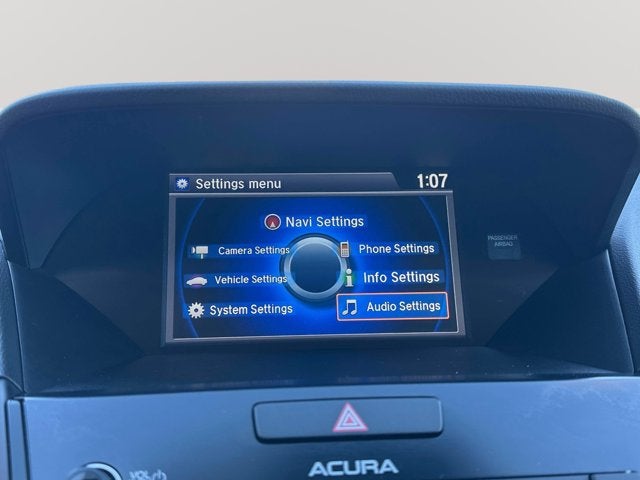 Settings menu 1:07
Navi Settings
Camera Settings Phone Settings
Vehicle Settings Info Settings
System Settings Audio Settings
PASSENGER
AIRBAG
ACURA
VOL